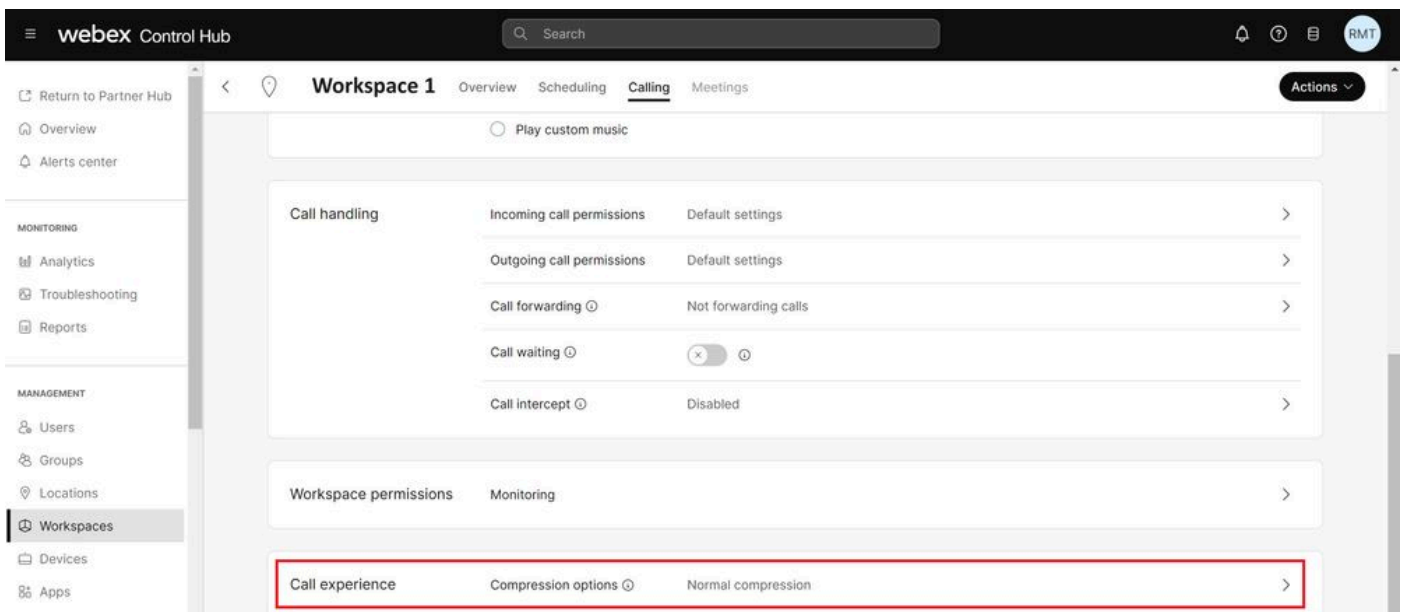 webex Control Hub
Search
RMT
Return to Partner Hub
Overview
Alerts center
MONITORING
Analytics
Troubleshooting
Reports
MANAGEMENT
Users
Groups
Locations
Workspaces
Devices
Apps
Workspace 1 Overview Scheduling Calling Meetings
Actions
Play custom music
Call handling Incoming call permissions Default settings
Outgoing call permissions Default settings
Call forwarding Not forwarding calls
Call waiting
Call intercept Disabled
Workspace permissions Monitoring
Call experience Compression options Normal compression